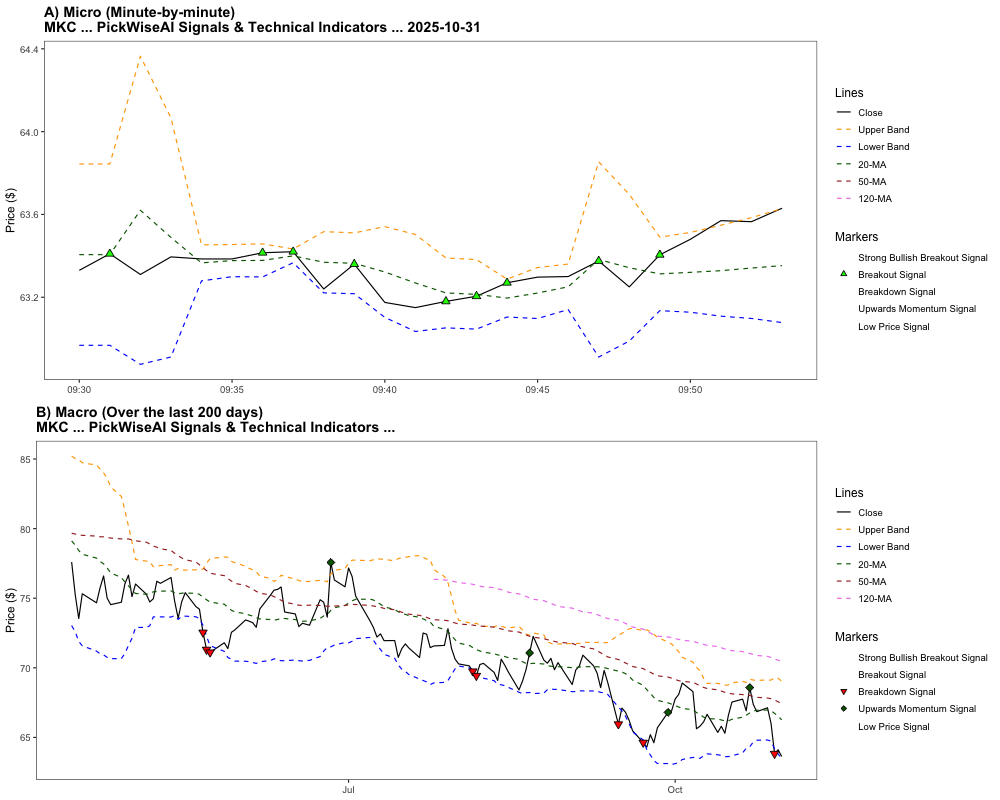 A) Micro (Minute-by-minute)
MKC ... PickWiseAI Signals & Technical Indicators ... 2025-10-31
Price ($)
64.4
64.0
63.6
63.2
09:30
09:35
09:40
09:45
09:50
Lines
Close
Upper Band
Lower Band
20-MA
50-MA
120-MA
Markers
Strong Bullish Breakout Signal
Breakout Signal
Breakdown Signal
Upwards Momentum Signal
Low Price Signal
B) Macro (Over the last 200 days)
MKC ... PickWiseAI Signals & Technical Indicators ...
Price ($)
85
80
75
70
65
Jul
Oct
Lines
Close
Upper Band
Lower Band
20-MA
50-MA
120-MA
Markers
Strong Bullish Breakout Signal
Breakout Signal
Breakdown Signal
Upwards Momentum Signal
Low Price Signal